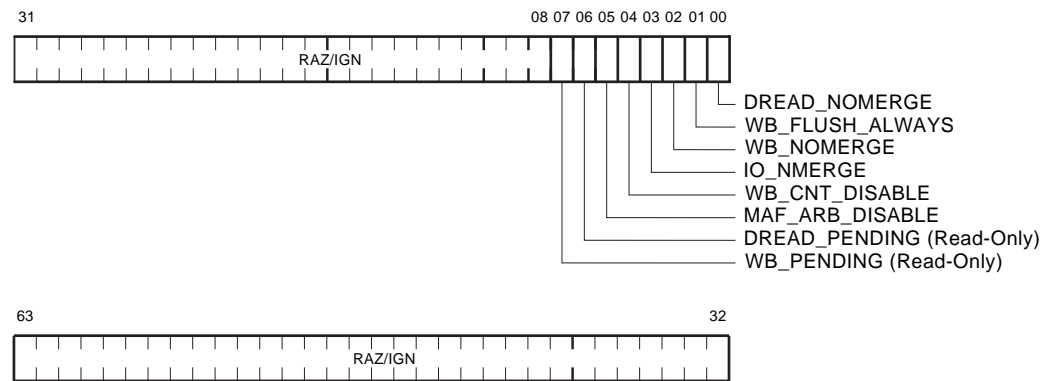 31 08 07 06 05 04 03 02 01 00
RAZ/IGN
DREAD_NOMERGE
WB_FLUSH_ALWAYS
WB_NOMERGE
IO_NMERGE
WB_CNT_DISABLE
MAF_ARB_DISABLE
DREAD_PENDING (Read-Only)
WB_PENDING (Read-Only)
63 32
RAZ/IGN